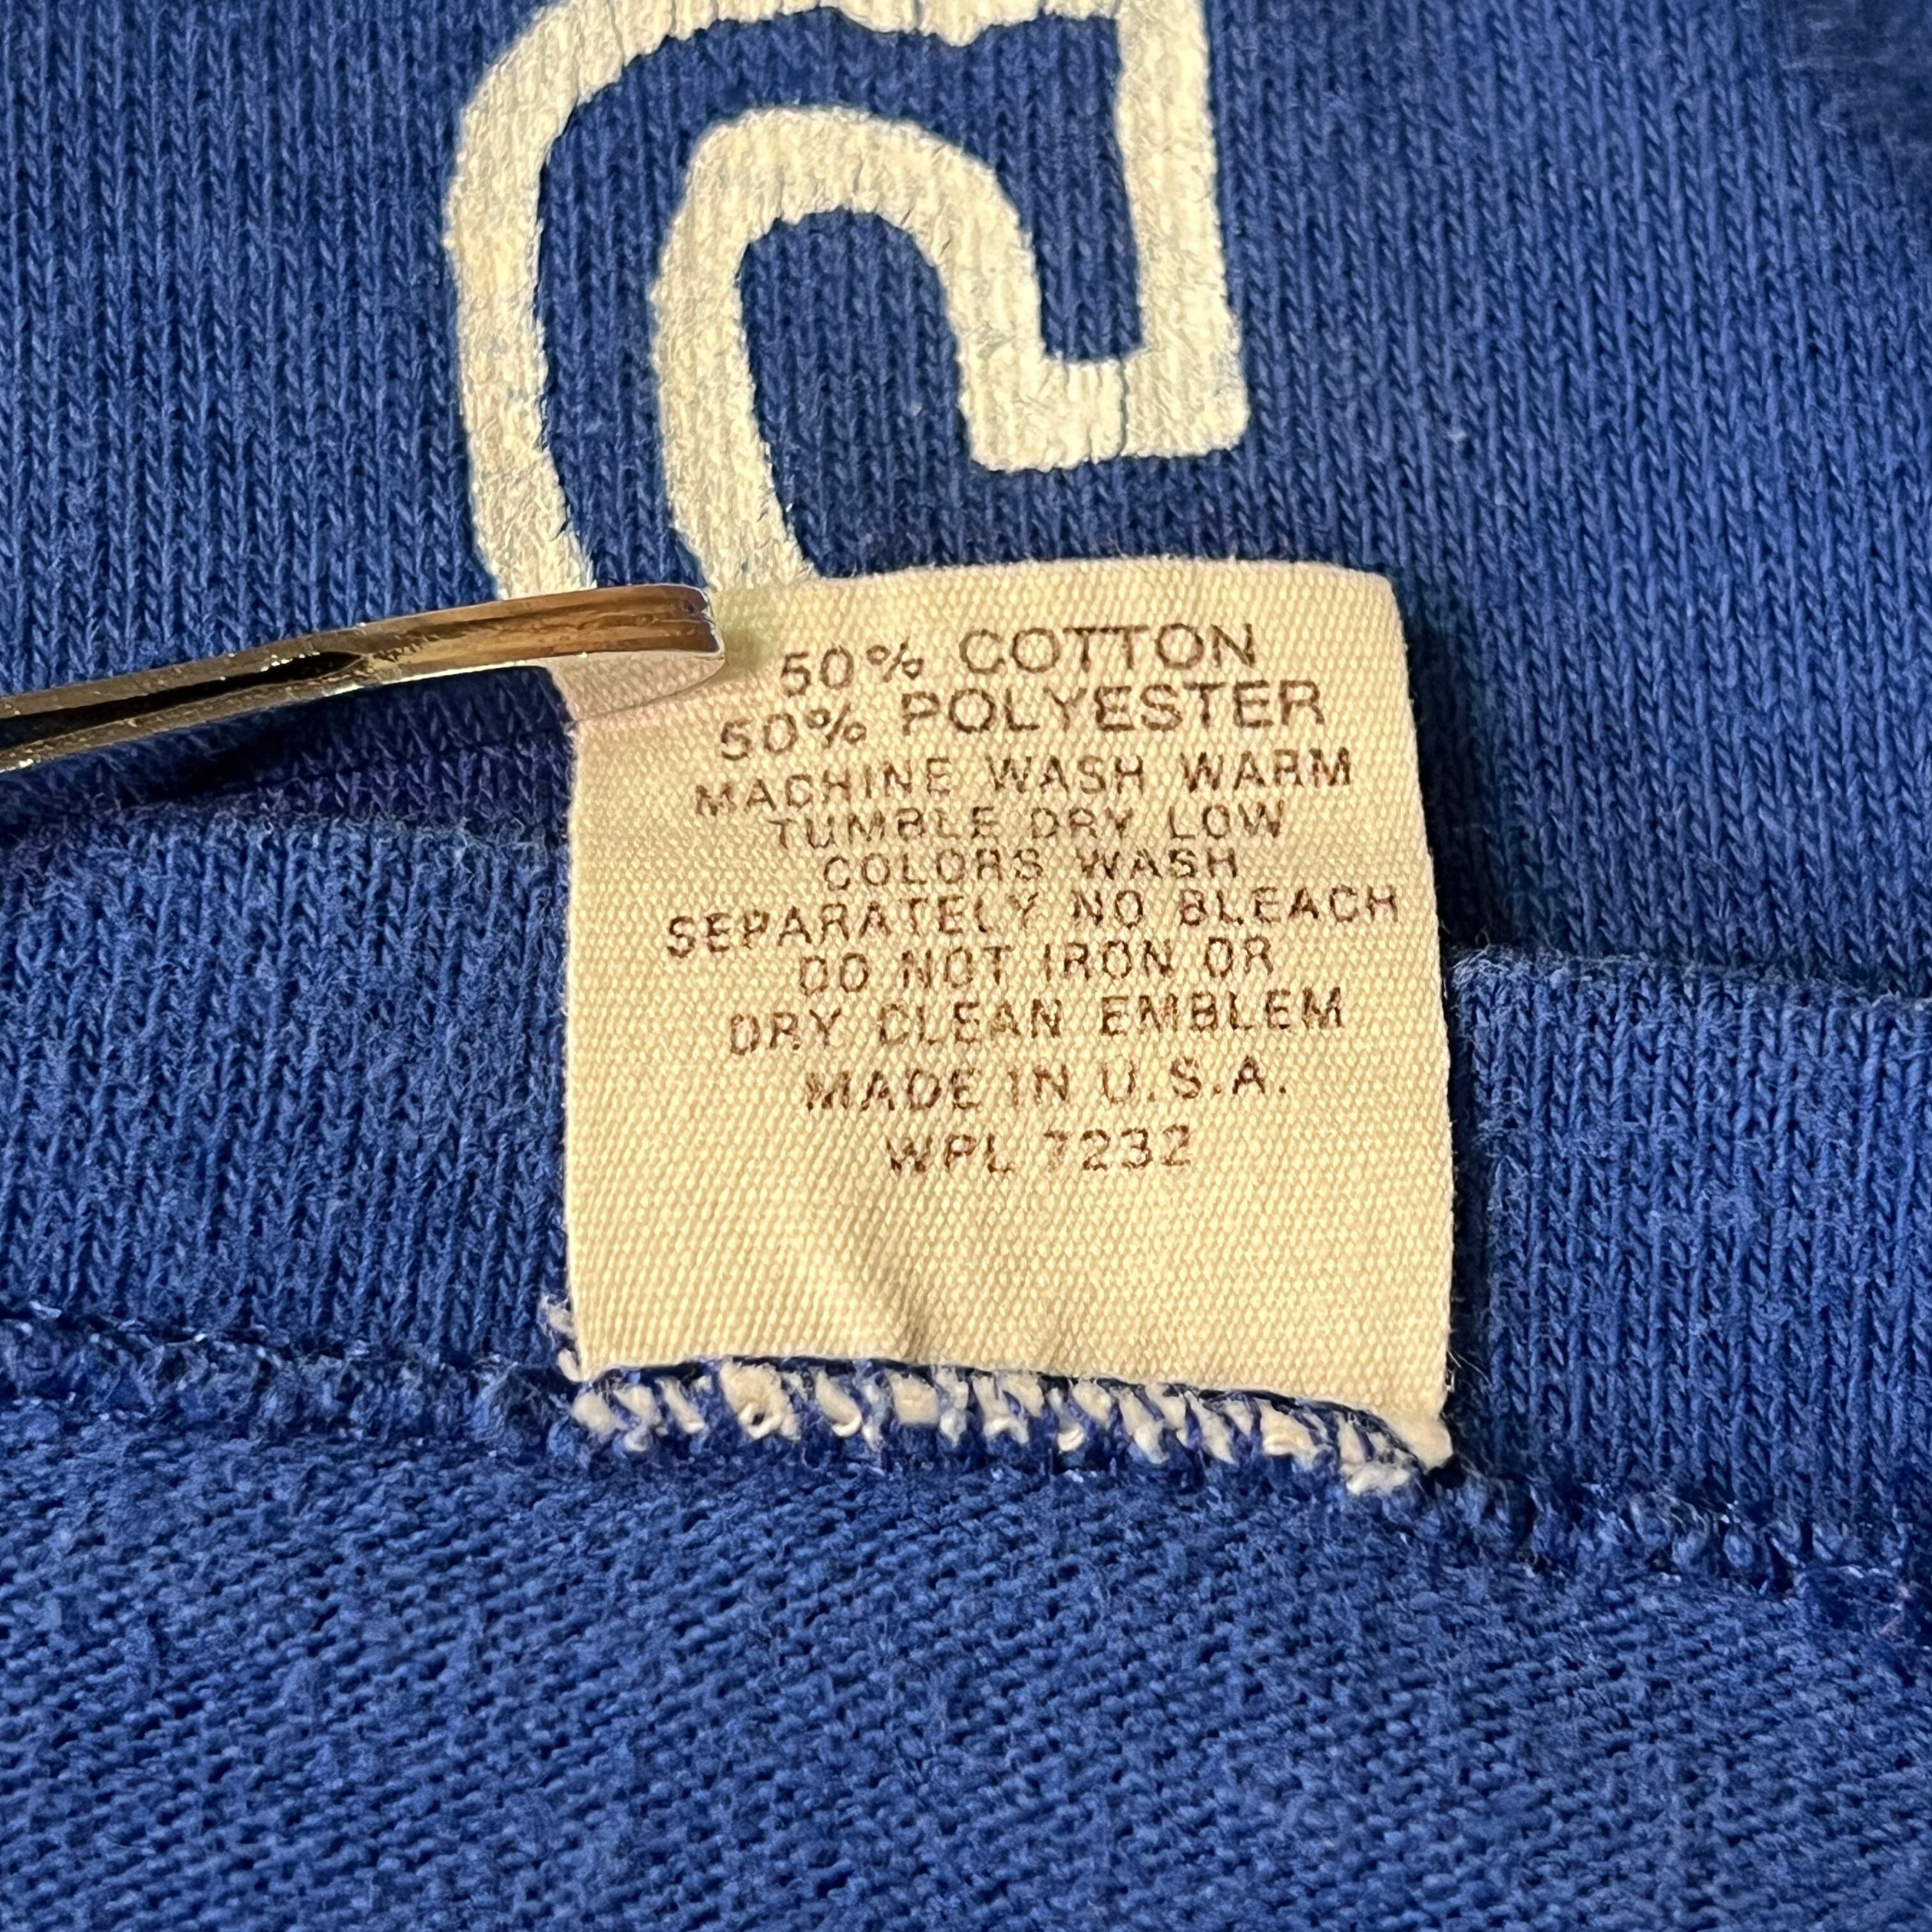 50% COTTON
50% POLYESTER
MACHINE WASH WARM
TUMBLE DRY LOW
COLORS WASH
SEPARATELY NO BLEACH
DO NOT IRON OR
DRY CLEAN EMBLEM
MADE IN U.S.A.
WPL 7232